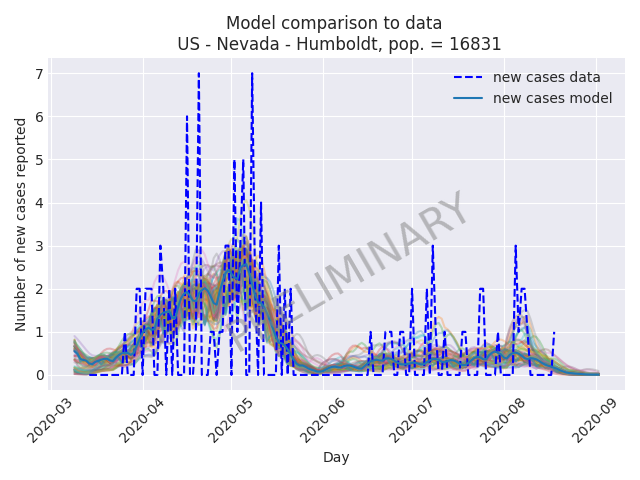 Model comparison to data
US - Nevada - Humboldt, pop. = 16831
Number of new cases reported
7
6
5
4
3
2
1
0
new cases data
new cases model
PRELIMINARY
2020-03
2020-04
2020-05
2020-06
2020-07
2020-08
2020-09
Day